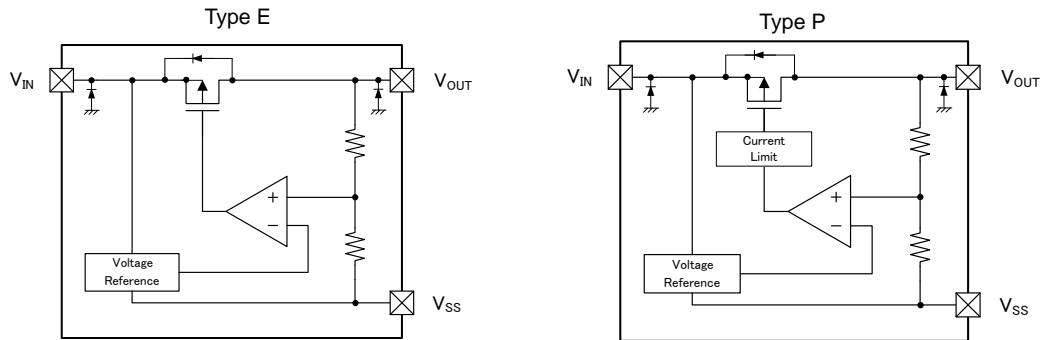 Type E
Type P
V_IN
V_OUT
V_IN
V_OUT
Current
Limit
+
−
+
−
Voltage
Reference
Voltage
Reference
V_SS
V_SS